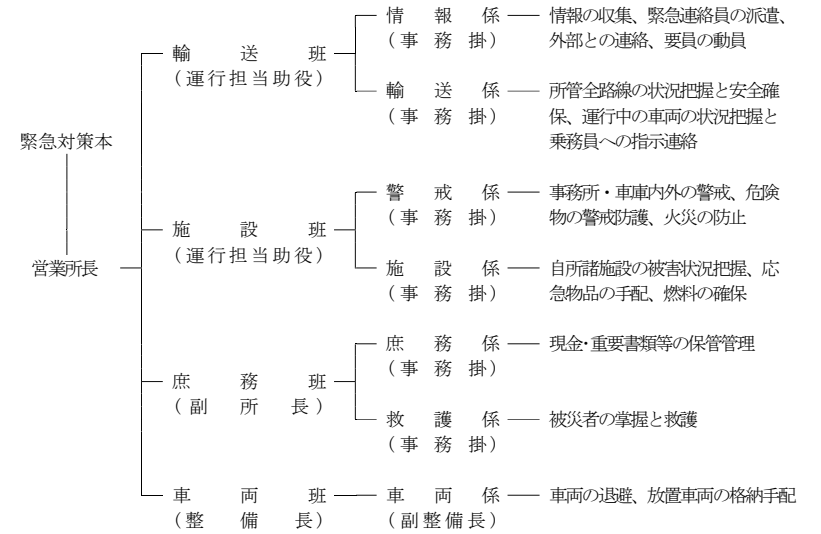 緊急対策本
営業所長
輸送班
(運行担当助役)
情報係
(事務掛)
情報の収集、緊急連絡員の派遣、
外部との連絡、要員の動員
輸送係
(事務掛)
所管全路線の状況把握と安全確
保、運行中の車両の状況把握と
乗務員への指示連絡
施設班
(運行担当助役)
警戒係
(事務掛)
事務所・車庫内外の警戒、危険
物の警戒防護、火災の防止
施設係
(事務掛)
自所諸施設の被害状況把握、応
急物品の手配、燃料の確保
庶務班
(副所長)
庶務係
(事務掛)
現金・重要書類等の保管管理
救護係
(事務掛)
被災者の掌握と救護
車両班
(整備長)
車両係
(副整備長)
車両の退避、放置車両の格納手配